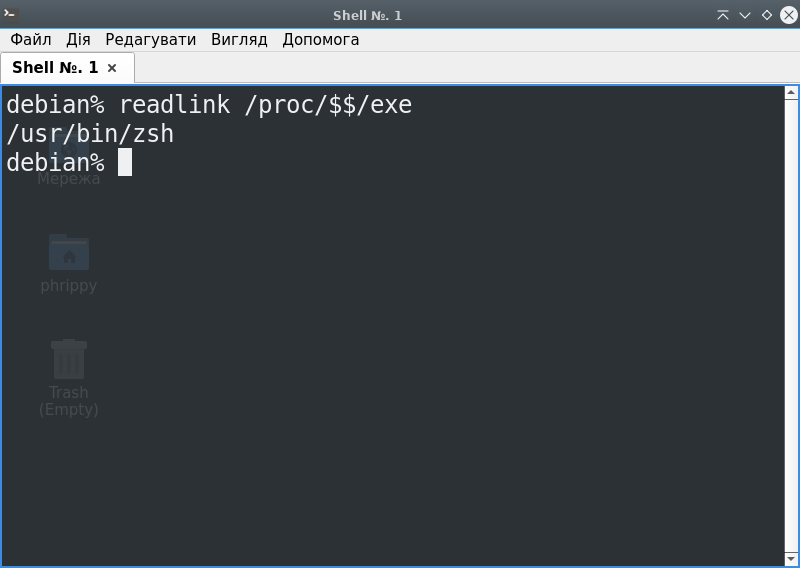 Shell №. 1
Файл Дія Редагувати Вигляд Допомога
Shell №. 1
debian% readlink /proc/$$/exe
/usr/bin/zsh
debian%
Мережа
phrippy
Trash
(Empty)